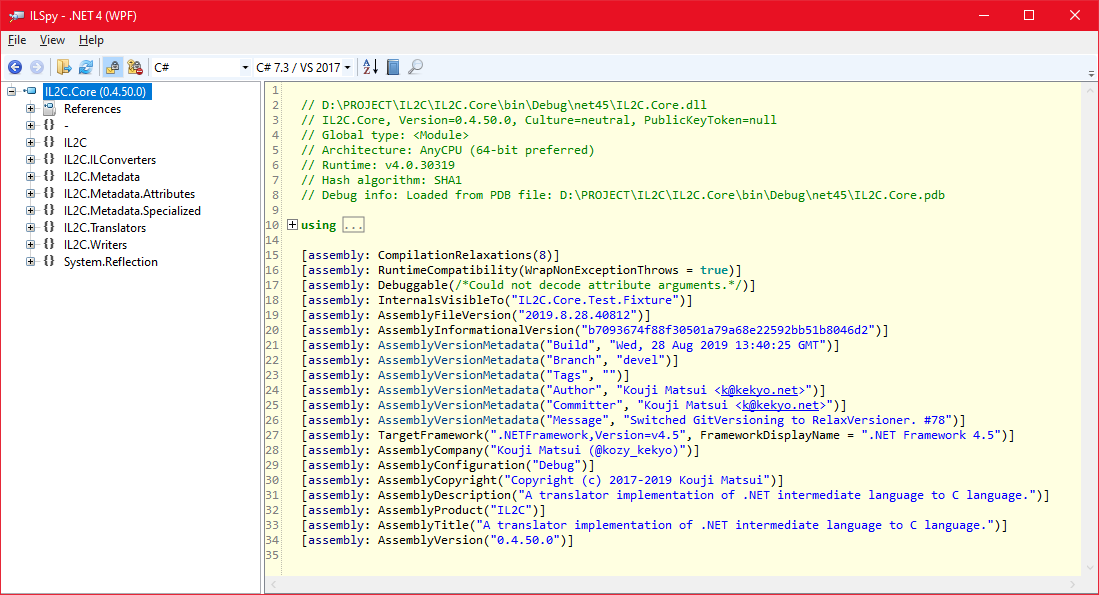 ILSpy - .NET 4 (WPF)
File View Help
C# C# 7.3 / VS 2017
IL2C.Core (0.4.50.0)
References
-
{} IL2C
{} IL2C.ILConverters
{} IL2C.Metadata
{} IL2C.Metadata.Attributes
{} IL2C.Metadata.Specialized
{} IL2C.Translators
{} IL2C.Writers
{} System.Reflection
1
2 // D:\PROJECT\IL2C\IL2C.Core\bin\Debug\net45\IL2C.Core.dll
3 // IL2C.Core, Version=0.4.50.0, Culture=neutral, PublicKeyToken=null
4 // Global type: <Module>
5 // Architecture: AnyCPU (64-bit preferred)
6 // Runtime: v4.0.30319
7 // Hash algorithm: SHA1
8 // Debug info: Loaded from PDB file: D:\PROJECT\IL2C\IL2C.Core\bin\Debug\net45\IL2C.Core.pdb
9
10 using ...
14
15 [assembly: CompilationRelaxations(8)]
16 [assembly: RuntimeCompatibility(WrapNonExceptionThrows = true)]
17 [assembly: Debuggable(/*Could not decode attribute arguments.*/)]
18 [assembly: InternalsVisibleTo("IL2C.Core.Test.Fixture")]
19 [assembly: AssemblyFileVersion("2019.8.28.40812")]
20 [assembly: AssemblyInformationalVersion("b7093674f88f30501a79a68e22592bb51b8046d2")]
21 [assembly: AssemblyVersionMetadata("Build", "Wed, 28 Aug 2019 13:40:25 GMT")]
22 [assembly: AssemblyVersionMetadata("Branch", "devel")]
23 [assembly: AssemblyVersionMetadata("Tags", "")]
24 [assembly: AssemblyVersionMetadata("Author", "Kouji Matsui <k@kekyo.net>")]
25 [assembly: AssemblyVersionMetadata("Committer", "Kouji Matsui <k@kekyo.net>")]
26 [assembly: AssemblyVersionMetadata("Message", "Switched GitVersioning to RelaxVersioner. #78")]
27 [assembly: TargetFramework(".NETFramework,Version=v4.5", FrameworkDisplayName = ".NET Framework 4.5")]
28 [assembly: AssemblyCompany("Kouji Matsui (@kozy_kekyo)")]
29 [assembly: AssemblyConfiguration("Debug")]
30 [assembly: AssemblyCopyright("Copyright (c) 2017-2019 Kouji Matsui")]
31 [assembly: AssemblyDescription("A translator implementation of .NET intermediate language to C language.")]
32 [assembly: AssemblyProduct("IL2C")]
33 [assembly: AssemblyTitle("A translator implementation of .NET intermediate language to C language.")]
34 [assembly: AssemblyVersion("0.4.50.0")]
35